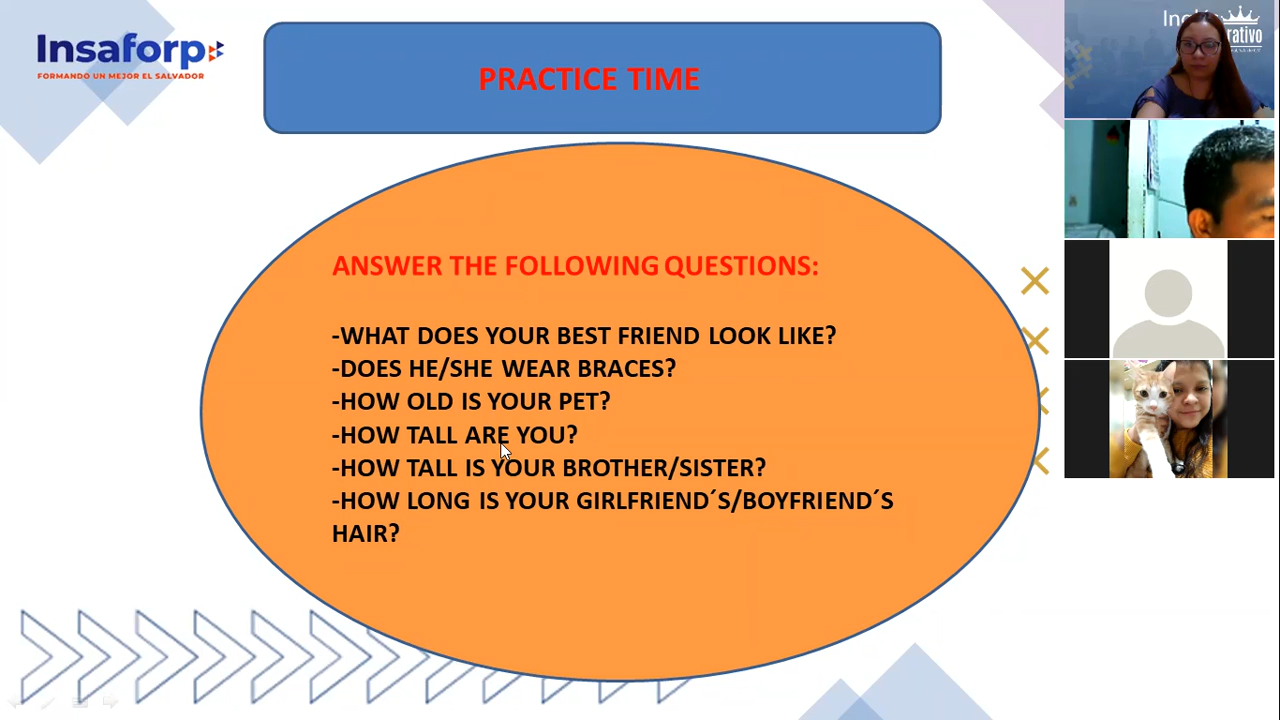 Insaforp
FORMANDO UN MEJOR EL SALVADOR
PRACTICE TIME
ANSWER THE FOLLOWING QUESTIONS:
-WHAT DOES YOUR BEST FRIEND LOOK LIKE?
-DOES HE/SHE WEAR BRACES?
-HOW OLD IS YOUR PET?
-HOW TALL ARE YOU?
-HOW TALL IS YOUR BROTHER/SISTER?
-HOW LONG IS YOUR GIRLFRIEND´S/BOYFRIEND´S
HAIR?